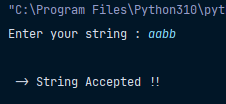 "C:\Program Files\Python310\pyt
Enter your string : aabb
-> String Accepted !!